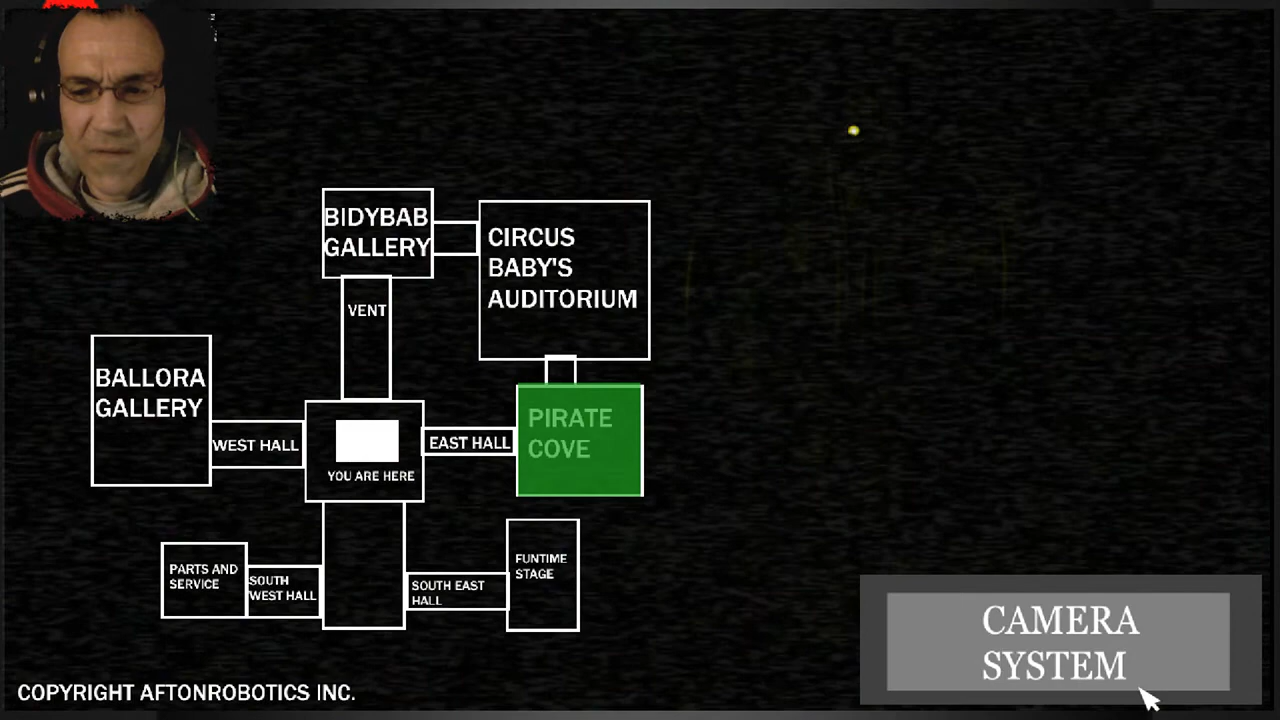 BIDYBAB
GALLERY
CIRCUS
BABY'S
AUDITORIUM
VENT
BALLORA
GALLERY
PIRATE
COVE
WEST HALL
EAST HALL
YOU ARE HERE
PARTS AND
SERVICE
SOUTH
WEST HALL
SOUTH EAST
HALL
FUNTIME
STAGE
CAMERA
SYSTEM
COPYRIGHT AFTONROBOTICS INC.